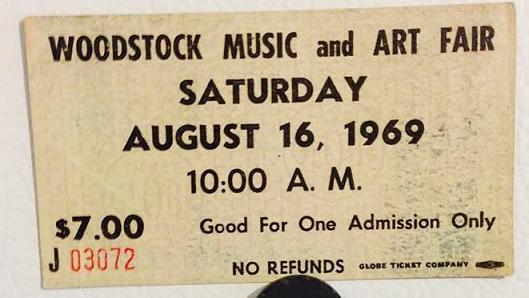 WOODSTOCK MUSIC and ART FAIR
SATURDAY
AUGUST 16, 1969
10:00 A. M.
$7.00 Good For One Admission Only
J 03072
NO REFUNDS GLOBE TICKET COMPANY